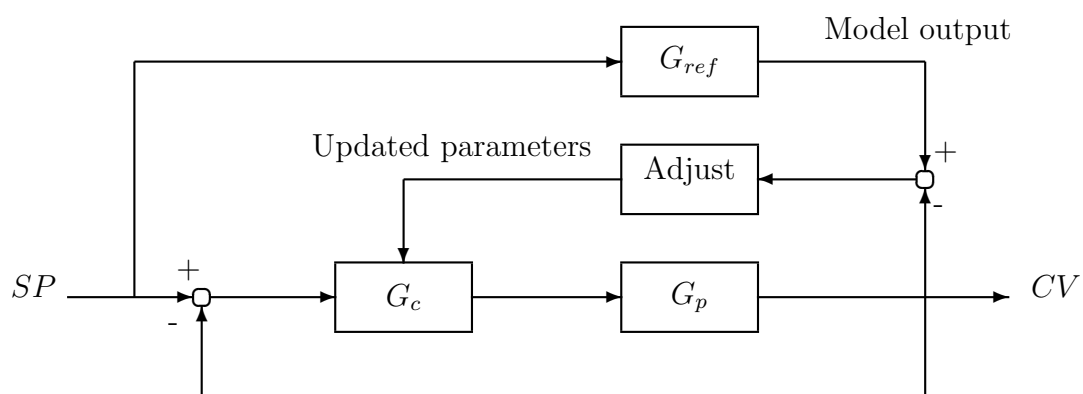 Model output
G_ref
Updated parameters
Adjust
+
-
SP
+
-
G_c
G_p
CV